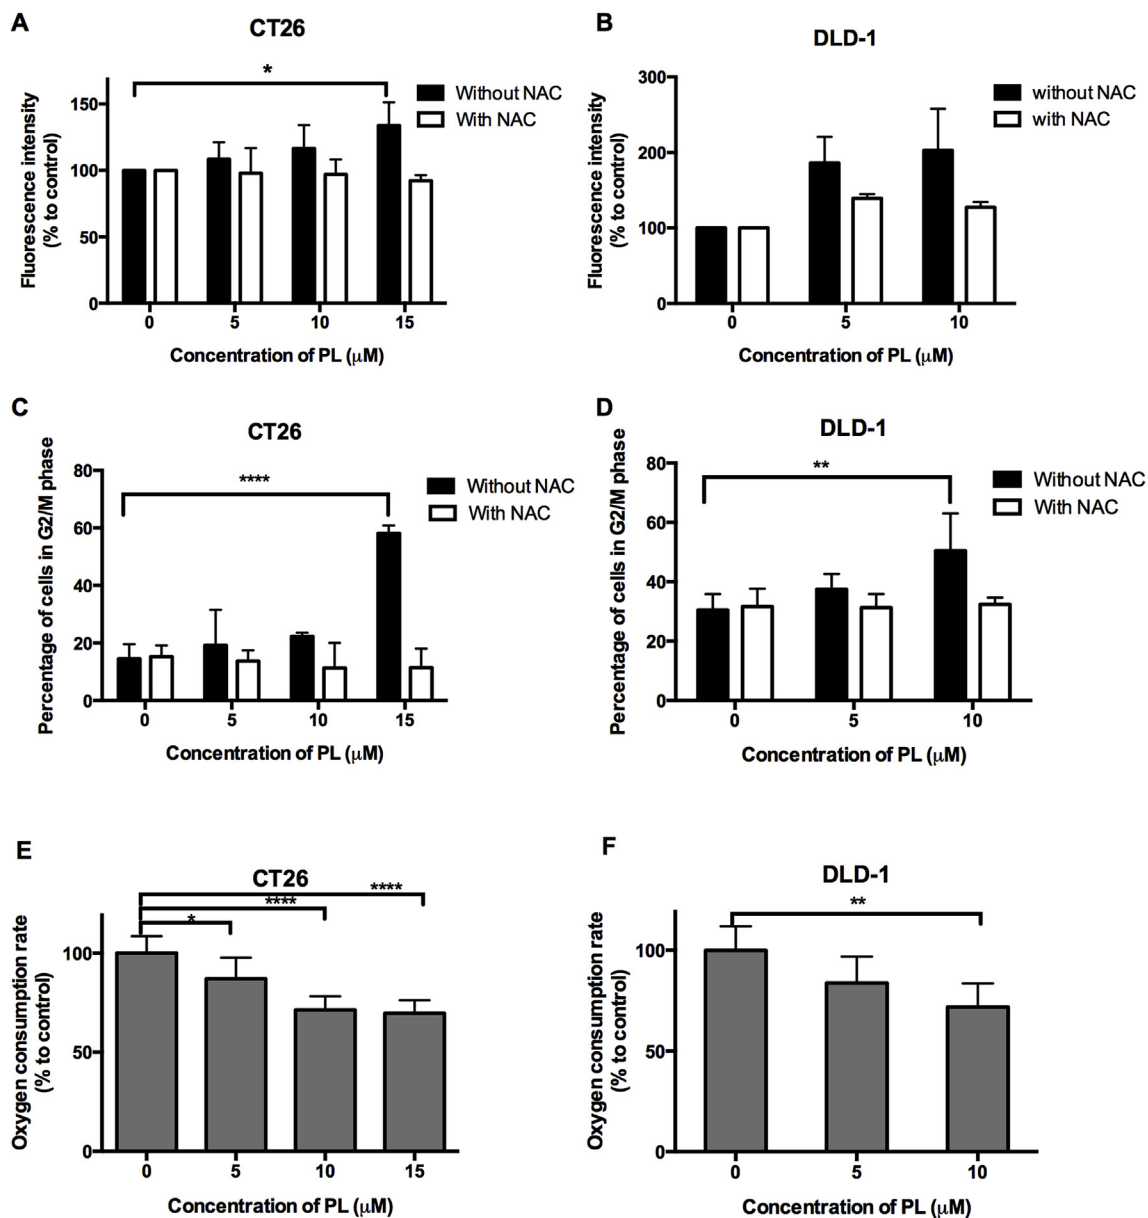 A
CT26
*
Fluorescence intensity
(% to control)
150
100
50
0
0 5 10 15
Concentration of PL (μM)
Without NAC
With NAC
B
DLD-1
Fluorescence intensity
(% to control)
300
200
100
0
0 5 10
Concentration of PL (μM)
without NAC
with NAC
C
CT26
****
Percentage of cells in G2/M phase
80
60
40
20
0
0 5 10 15
Concentration of PL (μM)
Without NAC
With NAC
D
DLD-1
**
Percentage of cells in G2/M phase
80
60
40
20
0
0 5 10
Concentration of PL (μM)
Without NAC
With NAC
E
CT26
****
****
*
Oxygen consumption rate
(% to control)
100
50
0
0 5 10 15
Concentration of PL (μM)
F
DLD-1
**
Oxygen consumption rate
(% to control)
100
50
0
0 5 10
Concentration of PL (μM)